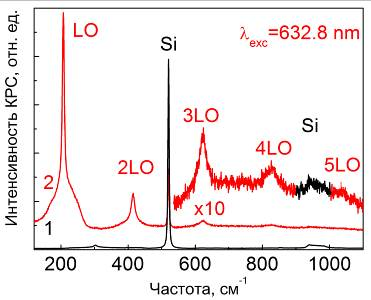 LO
Si
λexc=632.8 nm
3LO
Si
4LO
5LO
2
2LO
1
x10
200
400
600
800
1000
Частота, см-1
Интенсивность КРС, отн. ед.